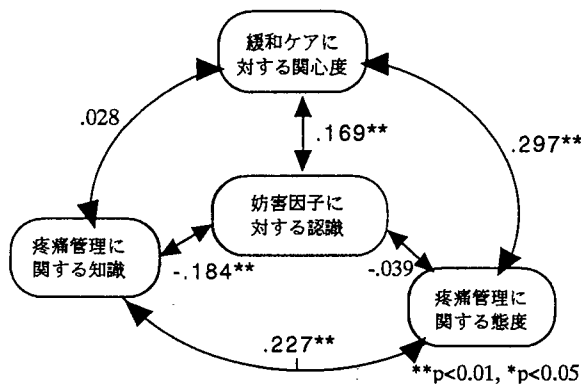 緩和ケアに
対する関心度
.028
.169**
.297**
妨害因子に
対する認識
疼痛管理に
関する知識
-.184**
-.039
疼痛管理に
関する態度
.227**
**p<0.01, *p<0.05